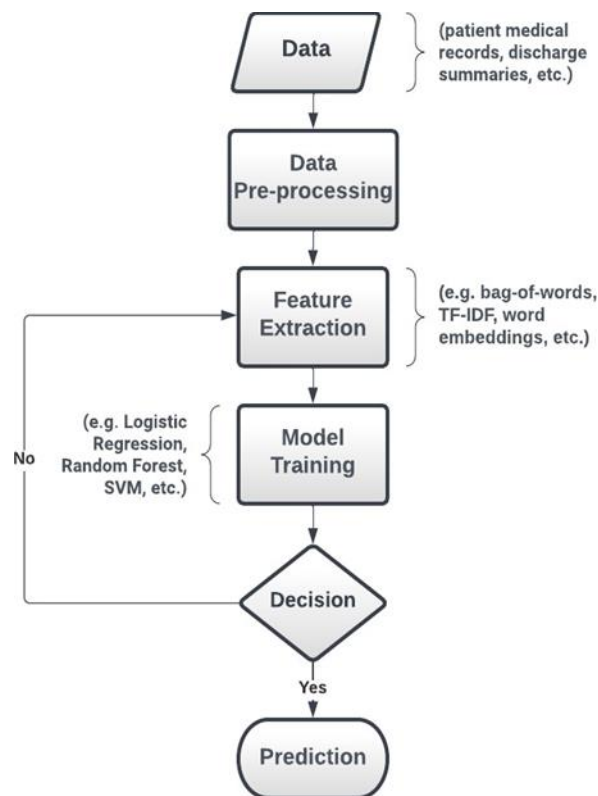 Data
(patient medical
records, discharge
summaries, etc.)
Data
Pre-processing
Feature
Extraction
(e.g. bag-of-words,
TF-IDF, word
embeddings, etc.)
(e.g. Logistic
Regression,
Random Forest,
SVM, etc.)
Model
Training
No
Decision
Yes
Prediction